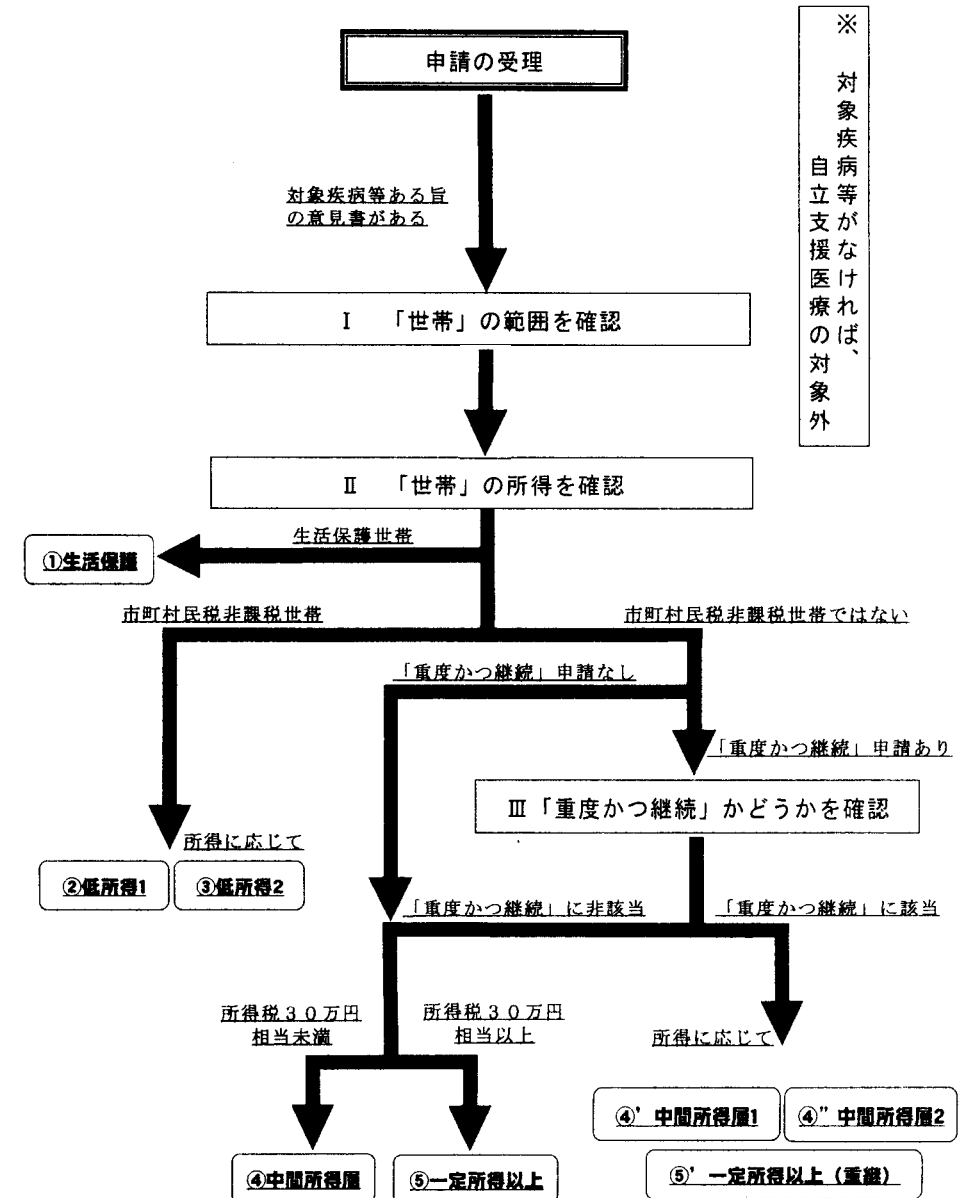 申請の受理
※　対象疾病等がなければ、
自立支援医療の対象外
対象疾病等ある旨
の意見書がある
Ⅰ　「世帯」の範囲を確認
Ⅱ　「世帯」の所得を確認
生活保護世帯
①生活保護
市町村民税非課税世帯
市町村民税非課税世帯ではない
「重度かつ継続」申請なし
「重度かつ継続」申請あり
Ⅲ「重度かつ継続」かどうかを確認
所得に応じて
②低所得1
③低所得2
「重度かつ継続」に非該当
「重度かつ継続」に該当
所得税３０万円
相当未満
所得税３０万円
相当以上
所得に応じて
④’中間所得層1
④”中間所得層2
④中間所得層
⑤一定所得以上
⑤’一定所得以上（重継）